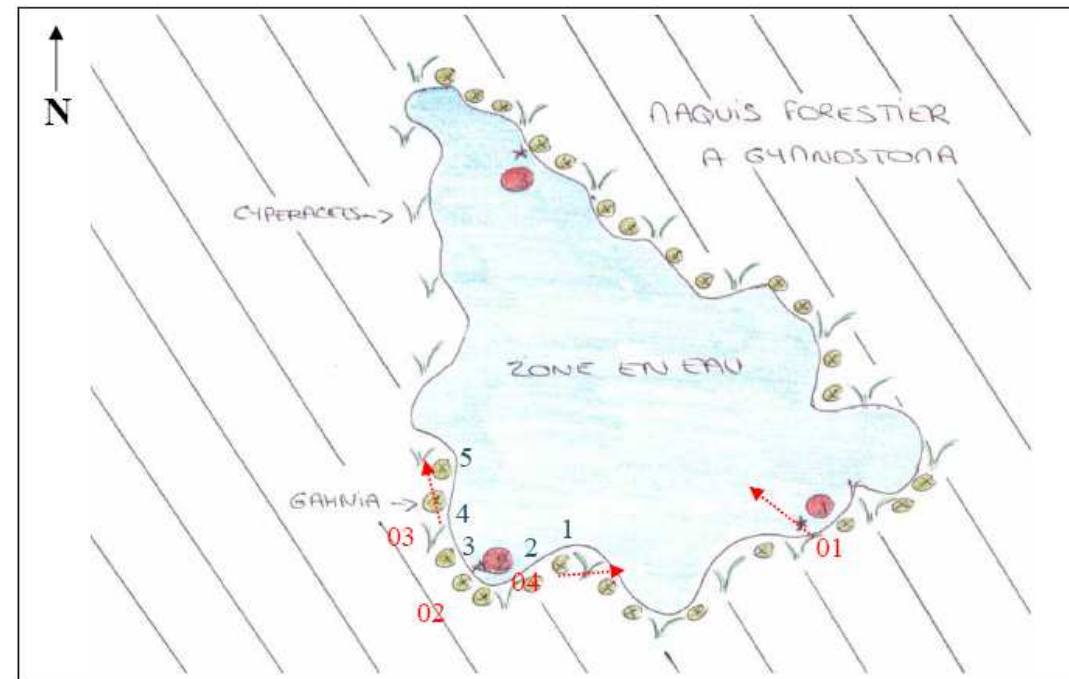 N
MAQUIS FORESTIER
A GYMNOSTOMA
CYPERACEES
ZONE EN EAU
5
GAHNIA
4
03
3
2
1
04
02
01